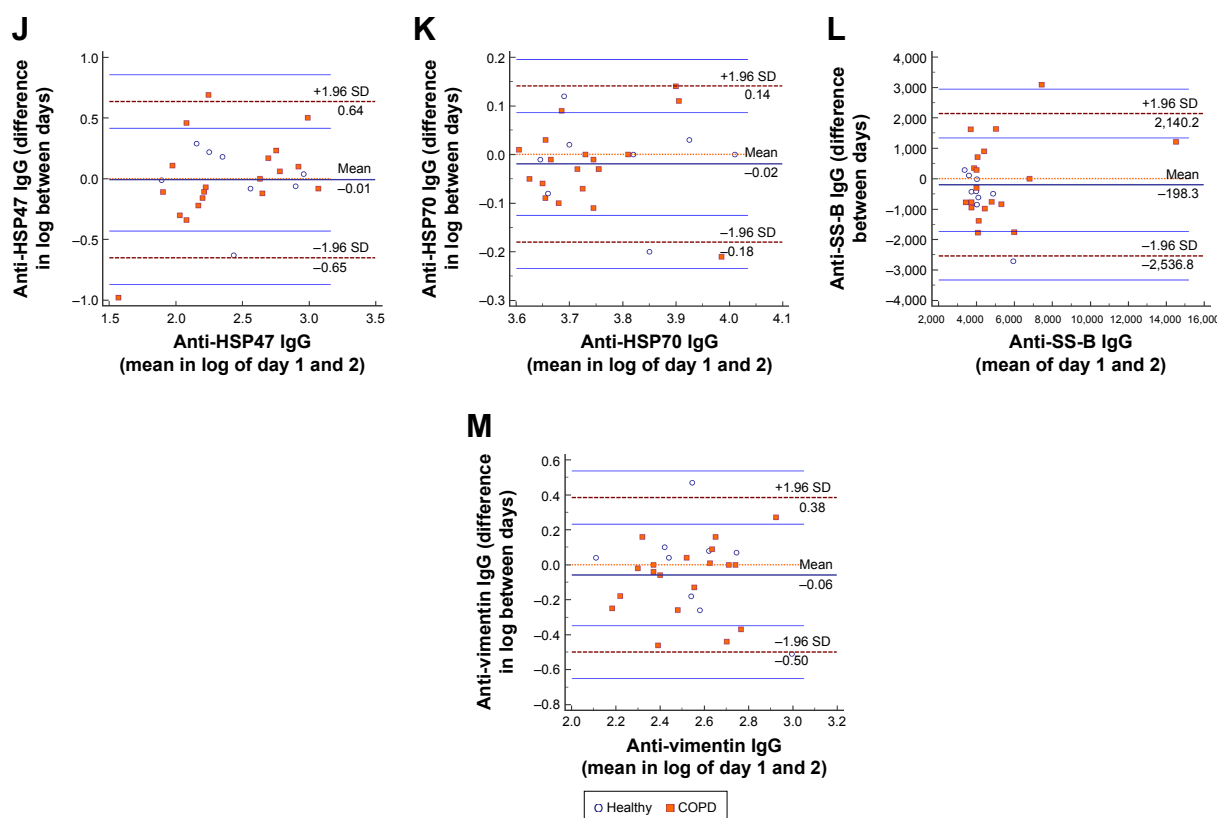 J
Anti-HSP47 IgG (difference
in log between days)
1.0
0.5
0.0
–0.5
–1.0
+1.96 SD
0.64
Mean
–0.01
–1.96 SD
–0.65
1.5
2.0
2.5
3.0
3.5
Anti-HSP47 IgG
(mean in log of day 1 and 2)
K
Anti-HSP70 IgG (difference
in log between days)
0.2
0.1
0.0
–0.1
–0.2
–0.3
+1.96 SD
0.14
Mean
–0.02
–1.96 SD
–0.18
3.6
3.7
3.8
3.9
4.0
4.1
Anti-HSP70 IgG
(mean in log of day 1 and 2)
L
Anti-SS-B IgG (difference
between days)
4,000
3,000
2,000
1,000
0
–1,000
–2,000
–3,000
–4,000
+1.96 SD
2,140.2
Mean
–198.3
–1.96 SD
–2,536.8
2,000
4,000
6,000
8,000
10,000
12,000
14,000
16,000
Anti-SS-B IgG
(mean of day 1 and 2)
M
Anti-vimentin IgG (difference
in log between days)
0.6
0.4
0.2
0.0
–0.2
–0.4
–0.6
–0.8
+1.96 SD
0.38
Mean
–0.06
–1.96 SD
–0.50
2.0
2.2
2.4
2.6
2.8
3.0
3.2
Anti-vimentin IgG
(mean in log of day 1 and 2)
Healthy
COPD